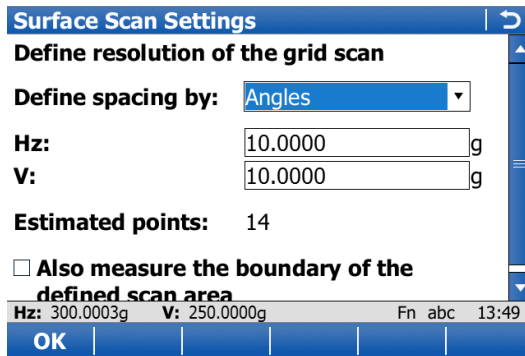 Surface Scan Settings
Define resolution of the grid scan
Define spacing by: Angles
Hz: 10.0000 g
V: 10.0000 g
Estimated points: 14
Also measure the boundary of the
defined scan area
Hz: 300.0003g V: 250.0000g Fn abc 13:49
OK